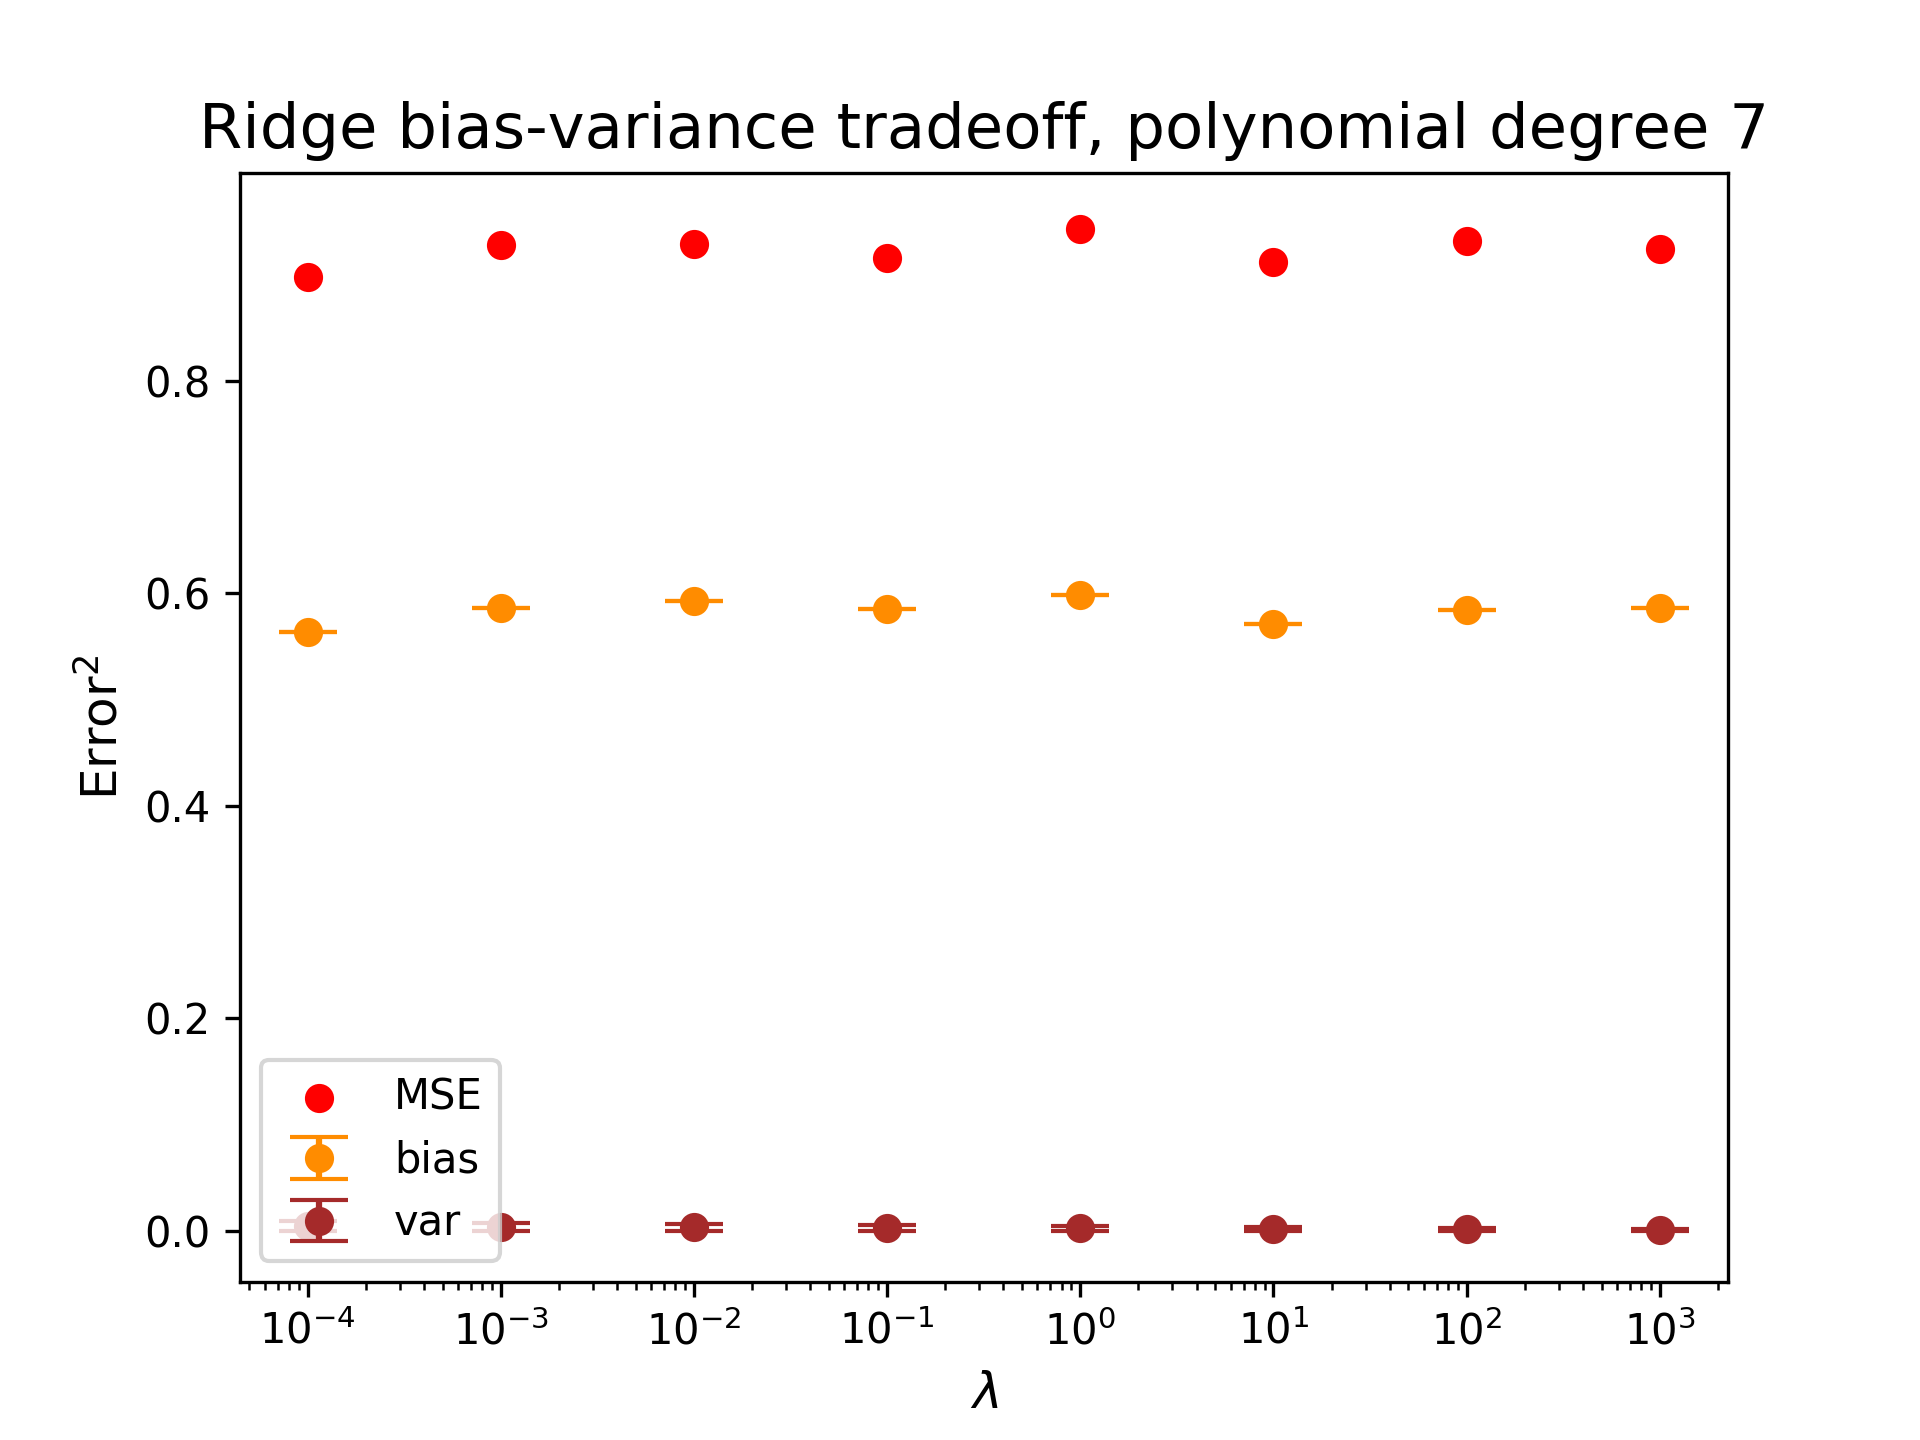 Ridge bias-variance tradeoff, polynomial degree 7
Error²
0.8
0.6
0.4
0.2
0.0
MSE
bias
var
10⁻⁴ 10⁻³ 10⁻² 10⁻¹ 10⁰ 10¹ 10² 10³
λ